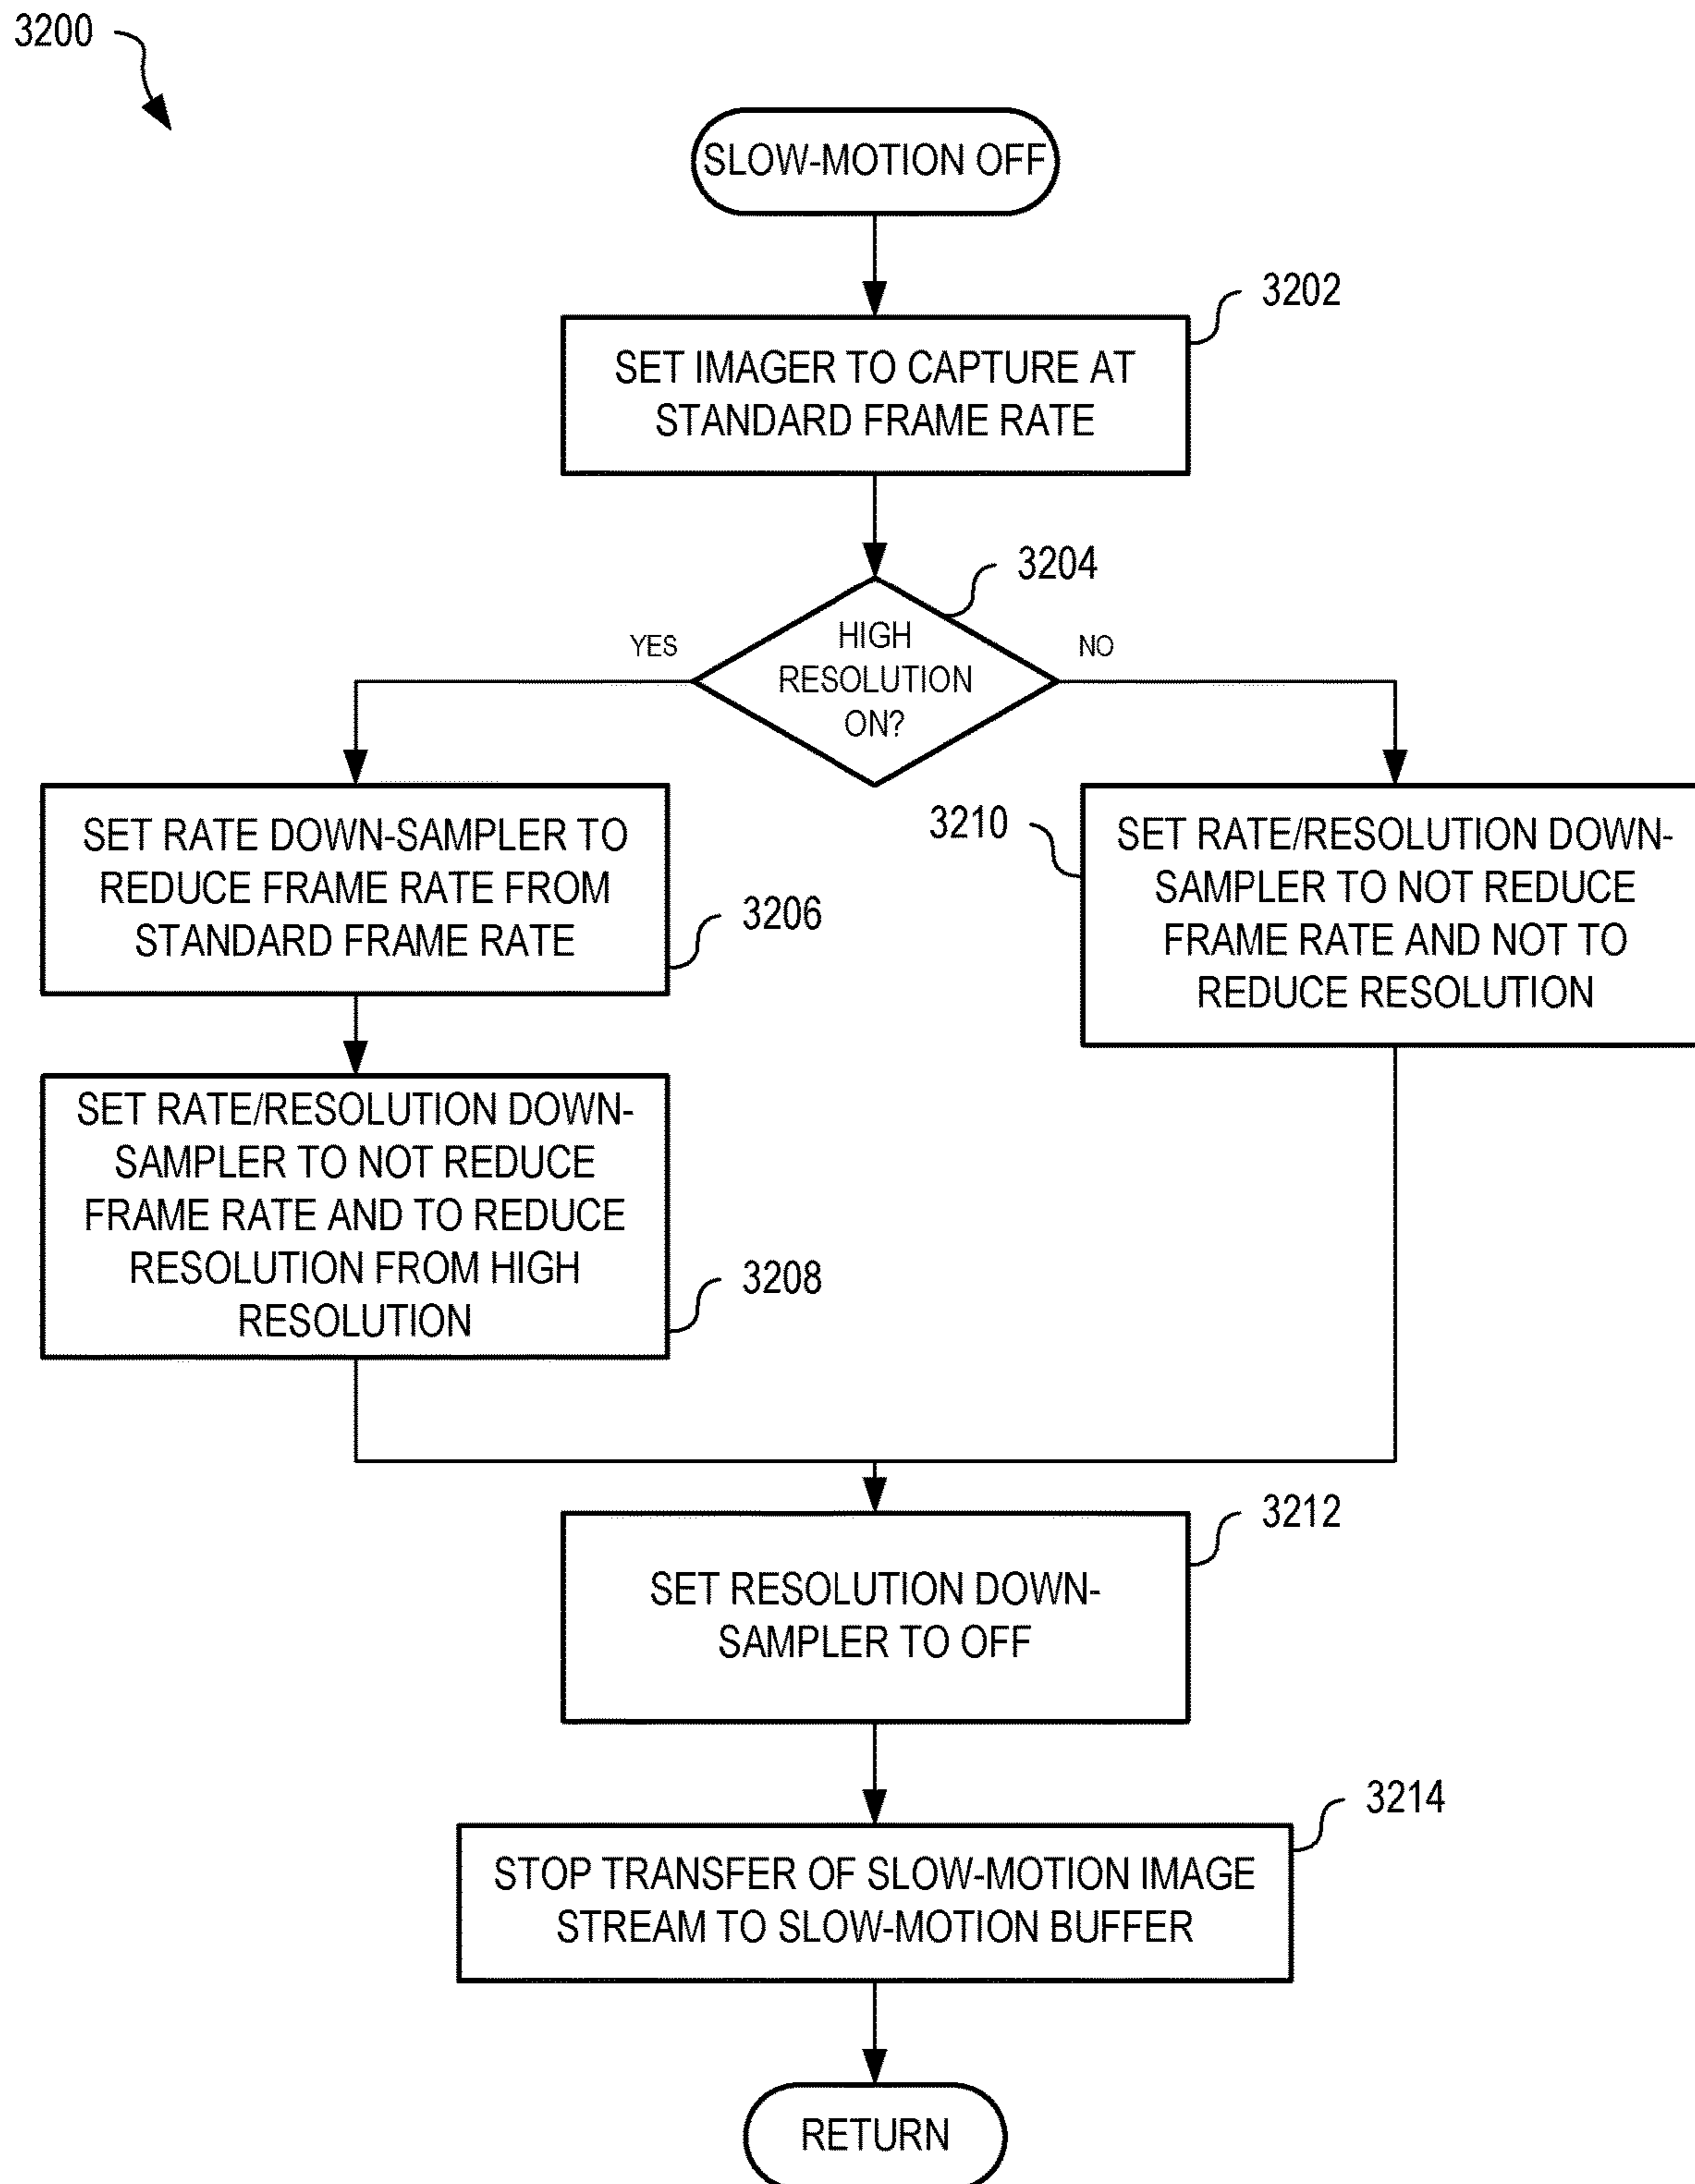 3200
SLOW-MOTION OFF
3202
SET IMAGER TO CAPTURE AT
STANDARD FRAME RATE
3204
HIGH
RESOLUTION
ON?
YES
NO
SET RATE DOWN-SAMPLER TO
REDUCE FRAME RATE FROM
STANDARD FRAME RATE
3206
3210
SET RATE/RESOLUTION DOWN-
SAMPLER TO NOT REDUCE
FRAME RATE AND NOT TO
REDUCE RESOLUTION
SET RATE/RESOLUTION DOWN-
SAMPLER TO NOT REDUCE
FRAME RATE AND TO REDUCE
RESOLUTION FROM HIGH
RESOLUTION
3208
3212
SET RESOLUTION DOWN-
SAMPLER TO OFF
3214
STOP TRANSFER OF SLOW-MOTION IMAGE
STREAM TO SLOW-MOTION BUFFER
RETURN